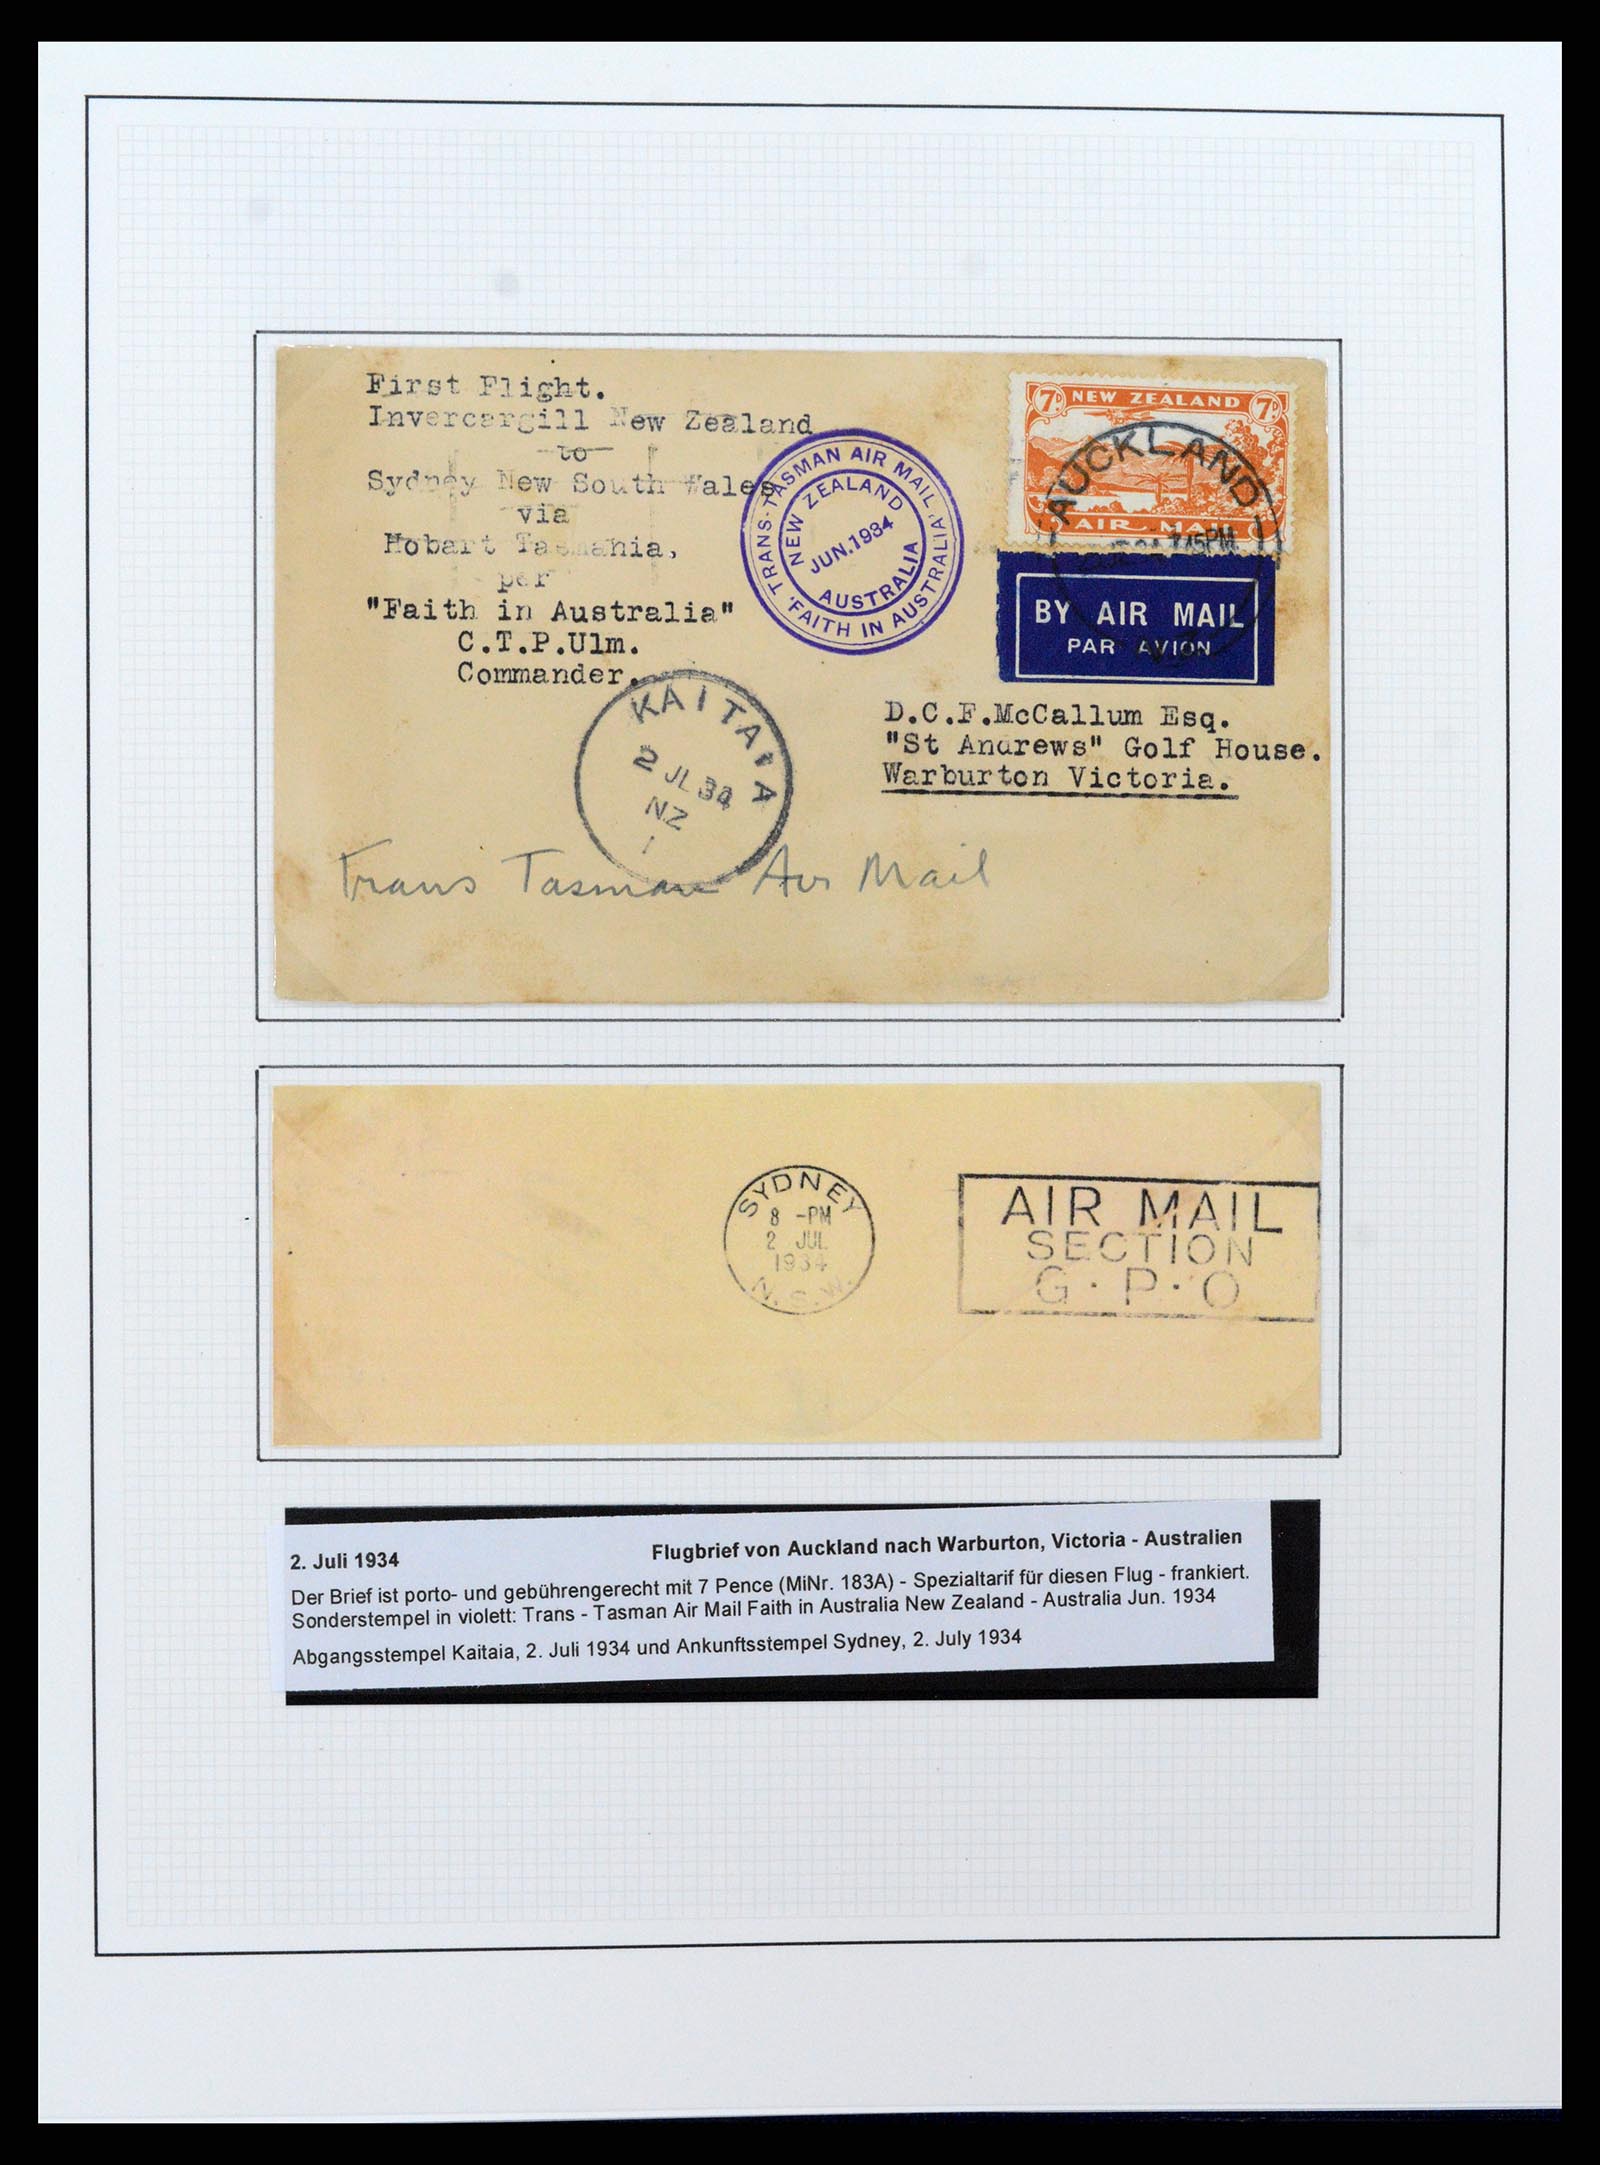 First Flight.
Invercargill New Zealand
to
Sydney New South Wales
via
Hobart Tasmania,
per
"Faith in Australia"
C.T.P.Ulm.
Commander.
TRANS-TASMAN AIR MAIL
NEW ZEALAND
JUN.1934
AUSTRALIA
'FAITH IN AUSTRALIA'
7D NEW ZEALAND 7D
AIR MAIL
AUCKLAND
7.45PM
BY AIR MAIL
PAR AVION
D.C.F.McCallum Esq.
"St Andrews" Golf House.
Warburton Victoria.
KAITAIA
2 JL 34
NZ
Trans Tasman Air Mail
SYDNEY
8 -PM
2 JUL
1934
N.S.W.
AIR MAIL
SECTION
G·P·O
2. Juli 1934 Flugbrief von Auckland nach Warburton, Victoria - Australien
Der Brief ist porto- und gebührengerecht mit 7 Pence (MiNr. 183A) - Spezialtarif für diesen Flug - frankiert.
Sonderstempel in violett: Trans - Tasman Air Mail Faith in Australia New Zealand - Australia Jun. 1934
Abgangsstempel Kaitaia, 2. Juli 1934 und Ankunftsstempel Sydney, 2. July 1934